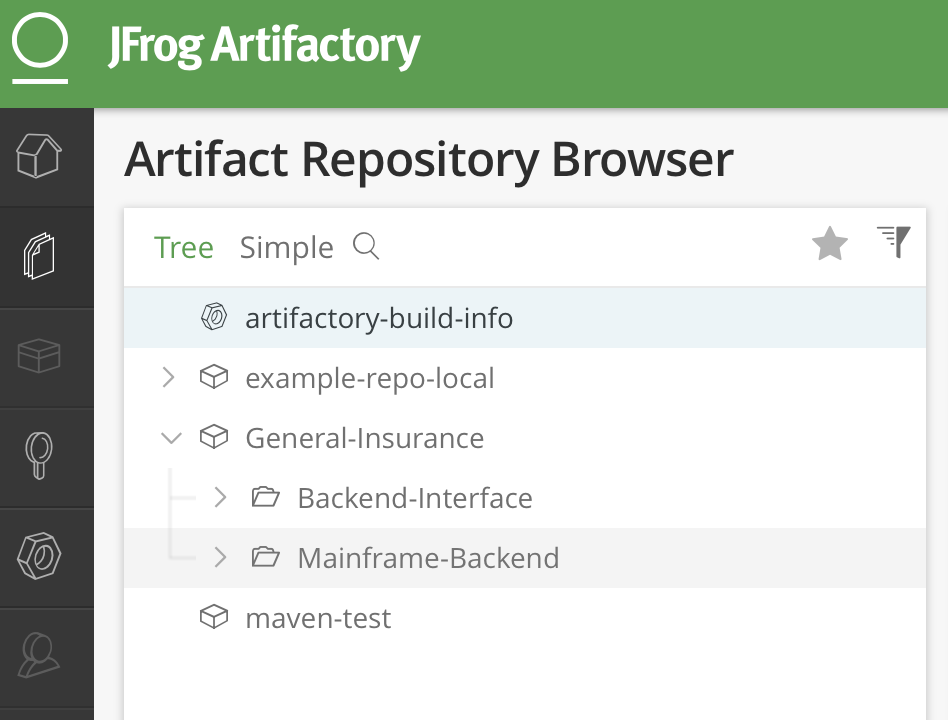 JFrog Artifactory
Artifact Repository Browser
Tree Simple
artifactory-build-info
example-repo-local
General-Insurance
Backend-Interface
Mainframe-Backend
maven-test